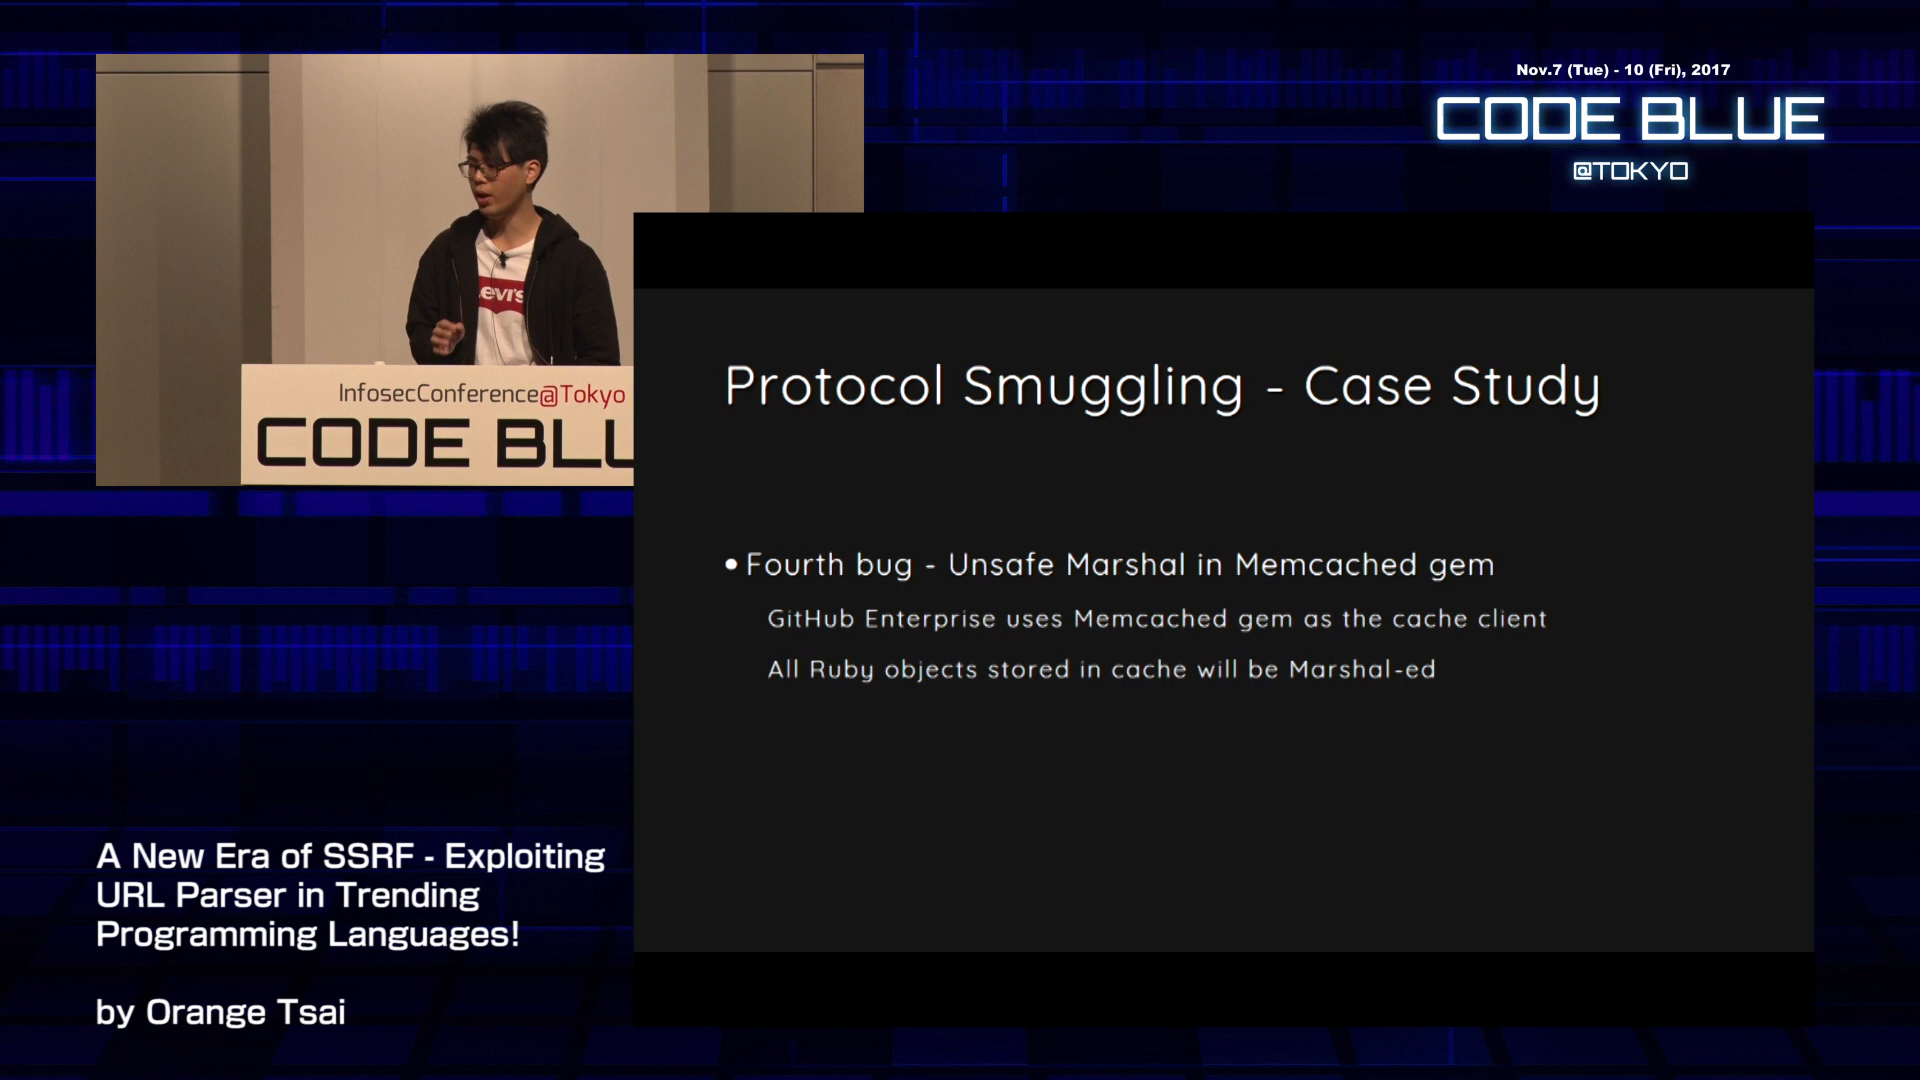 Nov.7 (Tue) - 10 (Fri), 2017
CODE BLUE
@TOKYO
Levi's
InfosecConference@Tokyo
CODE BLU
Protocol Smuggling - Case Study
• Fourth bug - Unsafe Marshal in Memcached gem
GitHub Enterprise uses Memcached gem as the cache client
All Ruby objects stored in cache will be Marshal-ed
A New Era of SSRF - Exploiting
URL Parser in Trending
Programming Languages!
by Orange Tsai